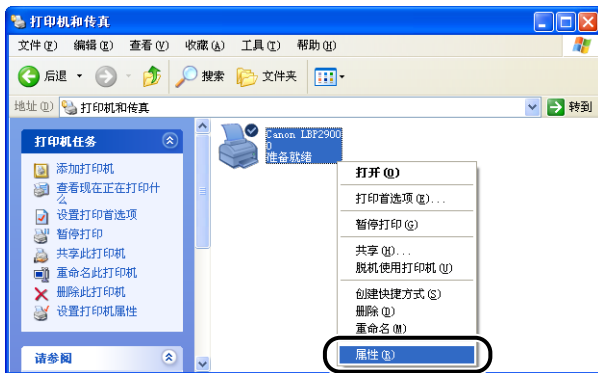 打印机和传真
文件(F) 编辑(E) 查看(V) 收藏(A) 工具(T) 帮助(H)
后退 搜索 文件夹
地址(D) 打印机和传真 转到
打印机任务
添加打印机
查看现在正在打印什
么
设置打印首选项
暂停打印
共享此打印机
重命名此打印机
删除此打印机
设置打印机属性
请参阅
Canon LBP2900
0
准备就绪
打开(O)
打印首选项(E)...
暂停打印(G)
共享(H)...
脱机使用打印机(U)
创建快捷方式(S)
删除(D)
重命名(M)
属性(R)